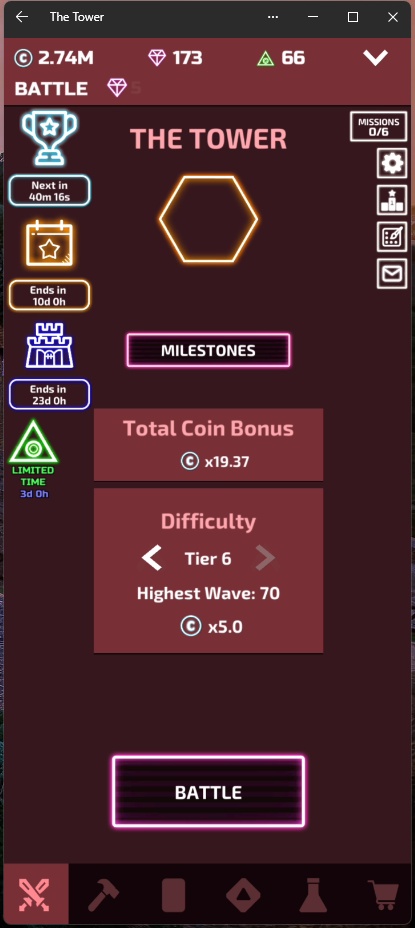 The Tower
2.74M 173 66
BATTLE 5
THE TOWER
MISSIONS
0/6
Next in
40m 16s
Ends in
10d 0h
Ends in
23d 0h
LIMITED
TIME
3d 0h
MILESTONES
Total Coin Bonus
x19.37
Difficulty
Tier 6
Highest Wave: 70
x5.0
BATTLE